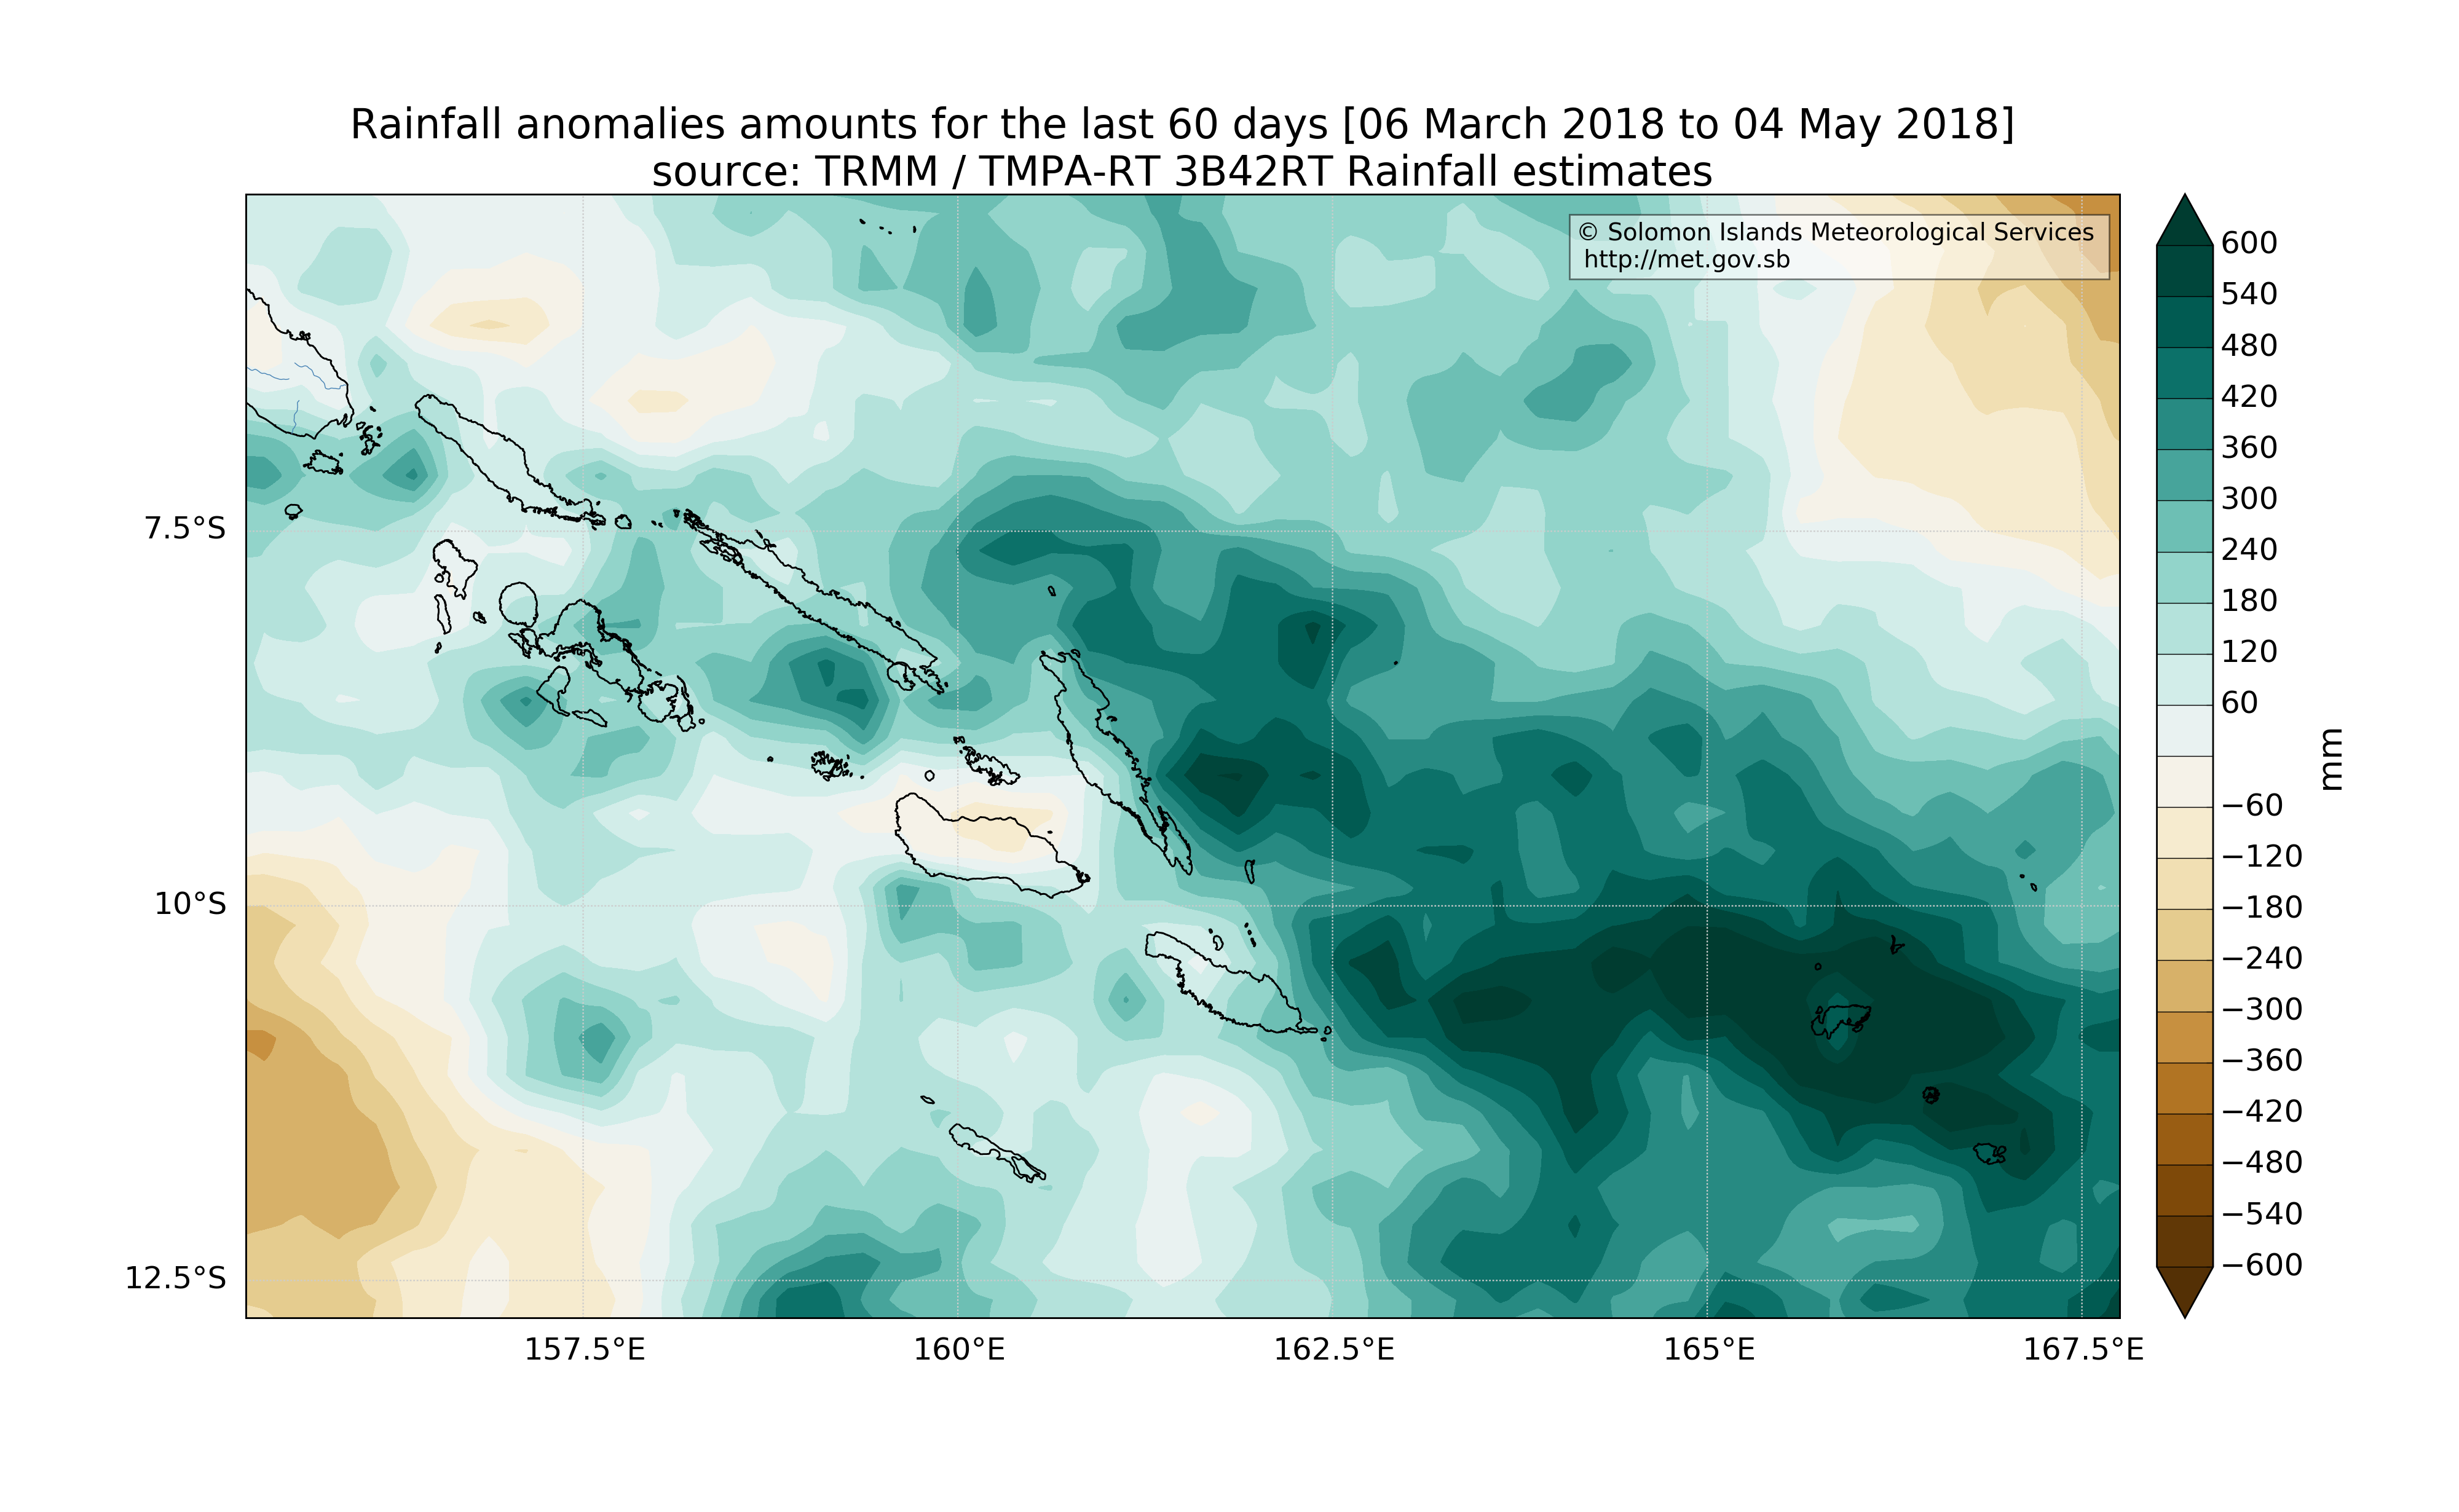 Rainfall anomalies amounts for the last 60 days [06 March 2018 to 04 May 2018]
source: TRMM / TMPA-RT 3B42RT Rainfall estimates
© Solomon Islands Meteorological Services
http://met.gov.sb
7.5°S
10°S
12.5°S
157.5°E
160°E
162.5°E
165°E
167.5°E
600
540
480
420
360
300
240
180
120
60
−60
−120
−180
−240
−300
−360
−420
−480
−540
−600
mm